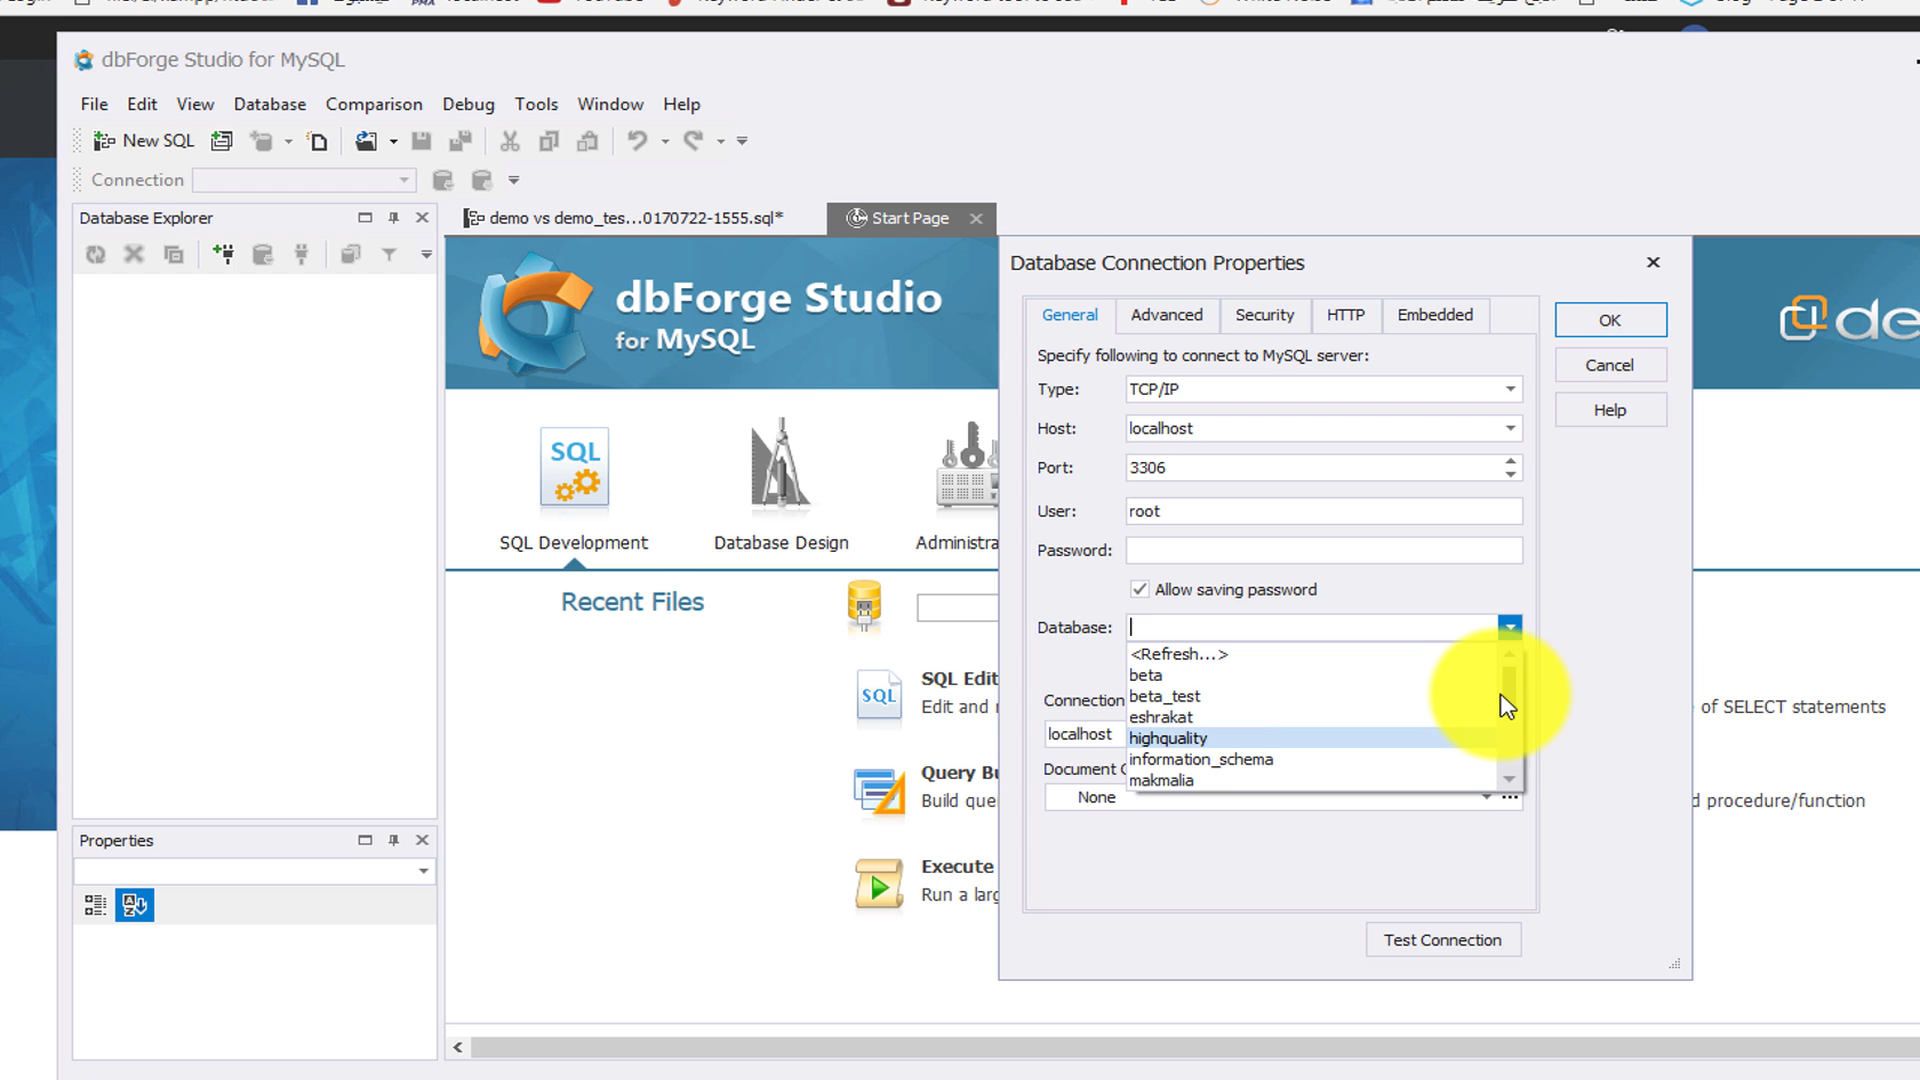 dbForge Studio for MySQL
File Edit View Database Comparison Debug Tools Window Help
New SQL
Connection
Database Explorer
demo vs demo_tes...0170722-1555.sql*
Start Page
dbForge Studio
for MySQL
de
SQL
SQL Development
Database Design
Administra
Recent Files
SQL
SQL Edit
Edit and
of SELECT statements
Query Bu
Build que
d procedure/function
Execute
Run a larg
Properties
Database Connection Properties
General Advanced Security HTTP Embedded
OK
Cancel
Help
Specify following to connect to MySQL server:
Type: TCP/IP
Host: localhost
Port: 3306
User: root
Password:
Allow saving password
Database:
<Refresh...>
beta
beta_test
eshrakat
highquality
information_schema
makmalia
Connection
localhost
Document C
None
Test Connection